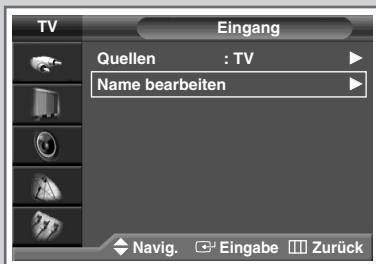 TV Eingang
Quellen : TV
Name bearbeiten
Navig. Eingabe Zurück